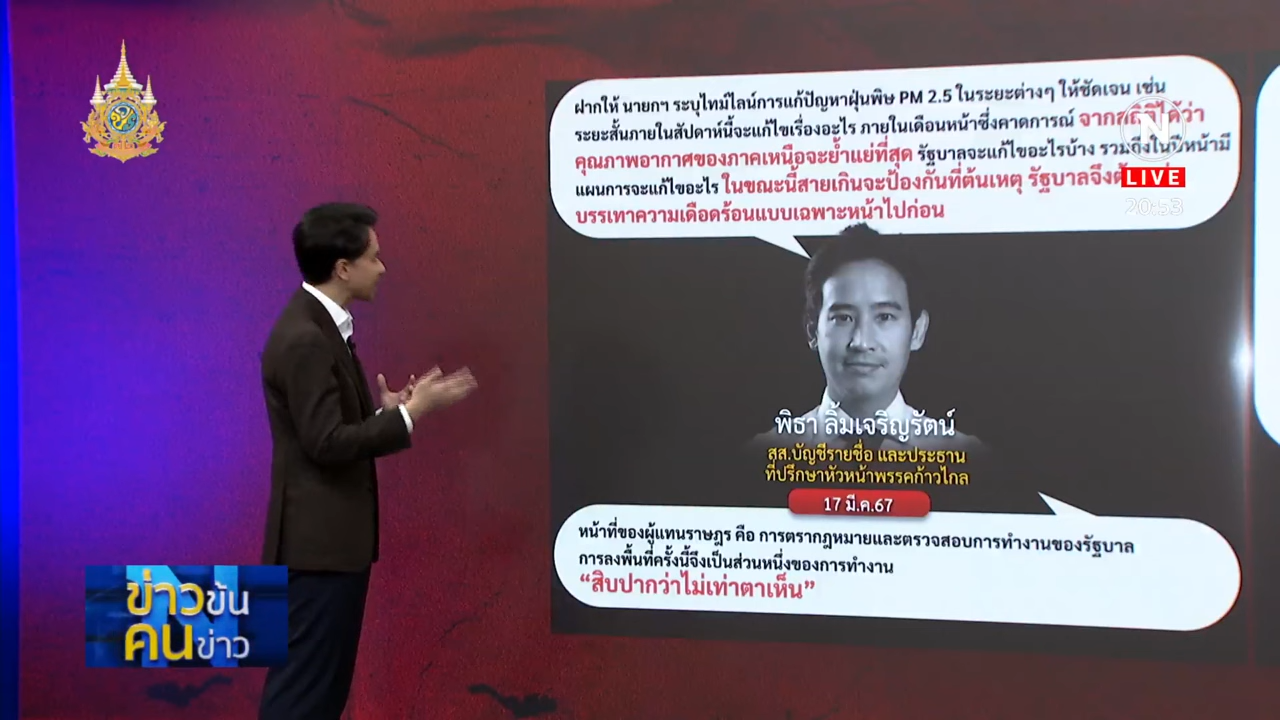 ฝากให้ นายกฯ ระบุไทม์ไลน์การแก้ปัญหาฝุ่นพิษ PM 2.5 ในระยะต่างๆ ให้ชัดเจน เช่น
ระยะสั้นภายในสัปดาห์นี้จะแก้ไขเรื่องอะไร ภายในเดือนหน้าซึ่งคาดการณ์ จากสถิติได้ว่า
คุณภาพอากาศของภาคเหนือจะย้ำแย่ที่สุด รัฐบาลจะแก้ไขอะไรบ้าง รวมถึงในปีหน้ามี
แผนการจะแก้ไขอะไร ในขณะนี้สายเกินจะป้องกันที่ต้นเหตุ รัฐบาลจึง
บรรเทาความเดือดร้อนแบบเฉพาะหน้าไปก่อน
N
LIVE
20:53
พิธา ลิ้มเจริญรัตน์
สส.บัญชีรายชื่อ และประธาน
ที่ปรึกษาหัวหน้าพรรคก้าวไกล
17 มี.ค.67
หน้าที่ของผู้แทนราษฎร คือ การตรากฎหมายและตรวจสอบการทำงานของรัฐบาล
การลงพื้นที่ครั้งนี้จึงเป็นส่วนหนึ่งของการทำงาน
“สิบปากว่าไม่เท่าตาเห็น”
ข่าวข้น
คนข่าว